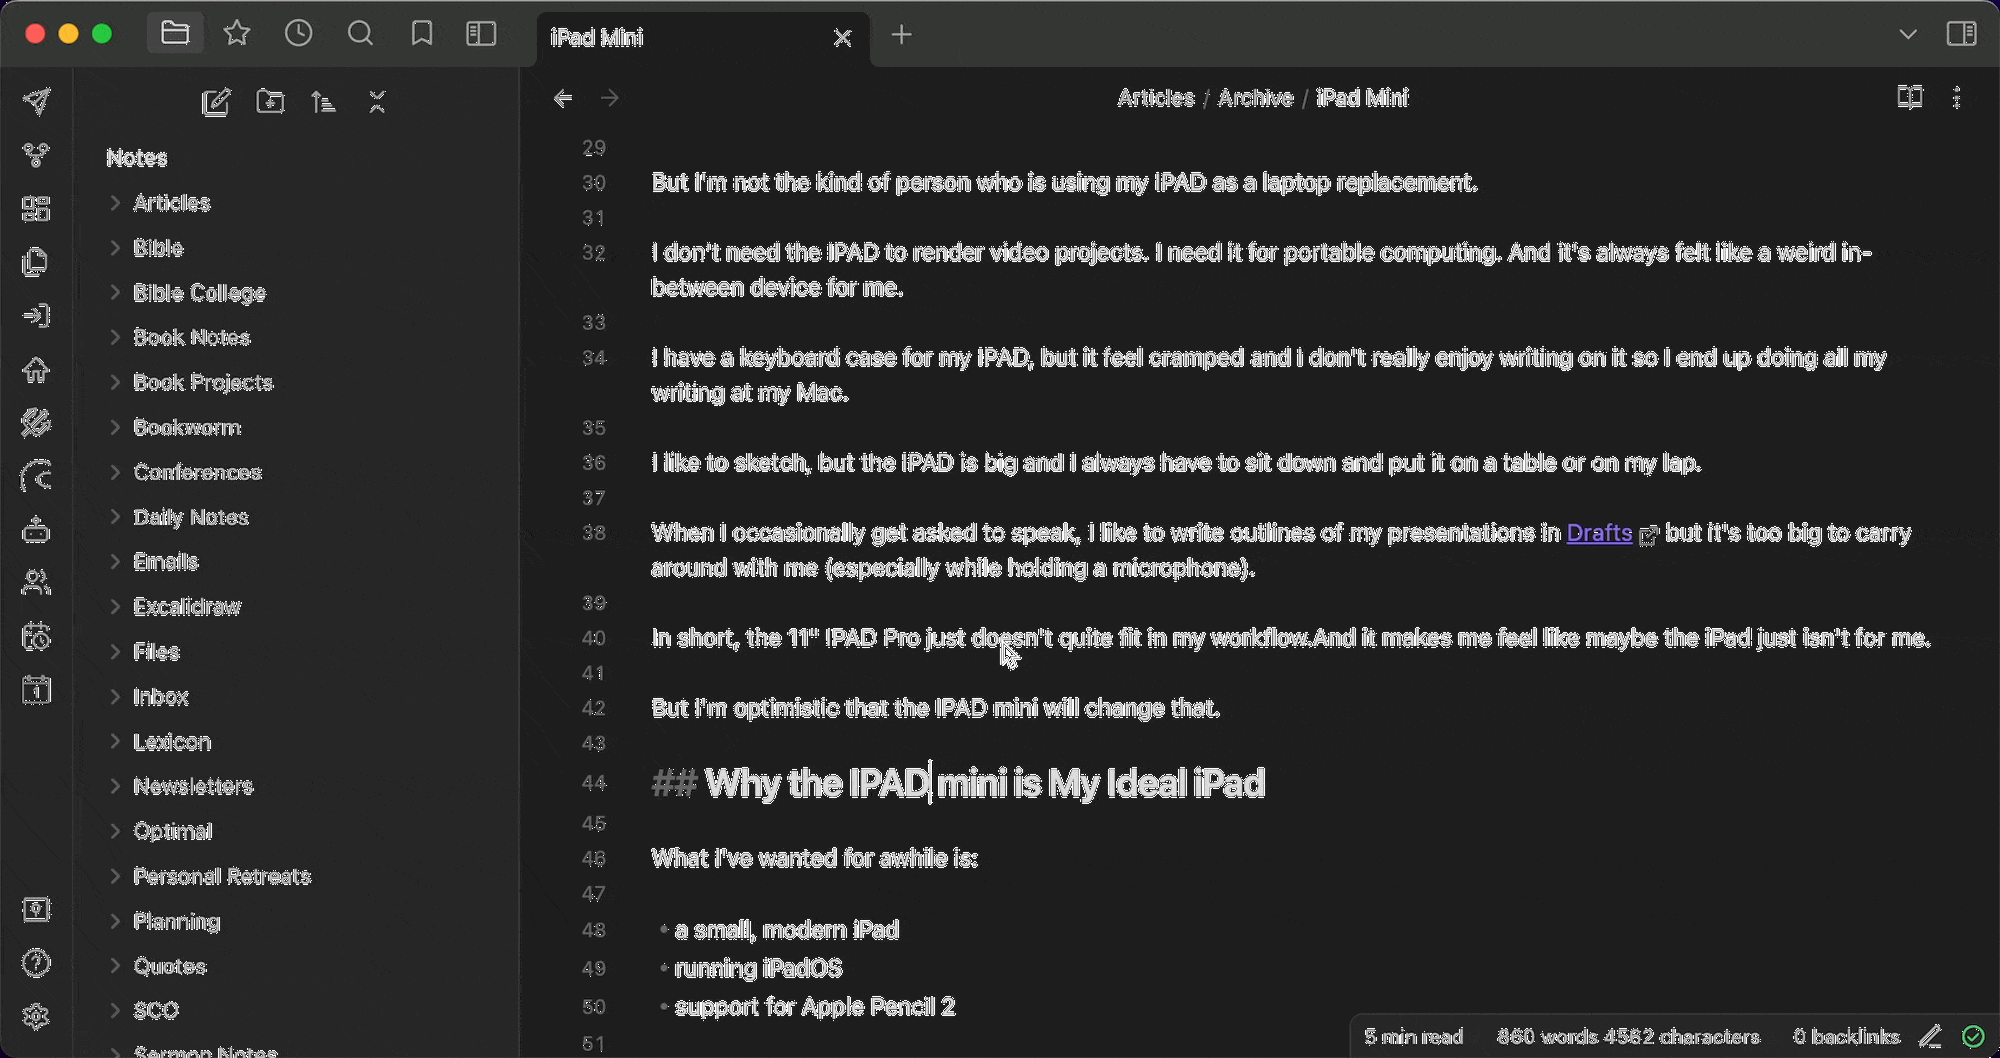 iPad Mini
Articles / Archive / iPad Mini
Notes
Articles
Bible
Bible College
Book Notes
Book Projects
Bookworm
Conferences
Daily Notes
Emails
Excalidraw
Files
Inbox
Lexicon
Newsletters
Optimal
Personal Retreats
Planning
Quotes
SCO
Sermon Notes
1
29
30 But I'm not the kind of person who is using my IPAD as a laptop replacement.
31
32 I don't need the IPAD to render video projects. I need it for portable computing. And it's always felt like a weird in-
between device for me.
33
34 I have a keyboard case for my IPAD, but it feel cramped and I don't really enjoy writing on it so I end up doing all my
writing at my Mac.
35
36 I like to sketch, but the IPAD is big and I always have to sit down and put it on a table or on my lap.
37
38 When I occasionally get asked to speak, I like to write outlines of my presentations in Drafts but it's too big to carry
around with me (especially while holding a microphone).
39
40 In short, the 11" IPAD Pro just doesn't quite fit in my workflow.And it makes me feel like maybe the iPad just isn't for me.
41
42 But I'm optimistic that the IPAD mini will change that.
43
44 ## Why the IPAD mini is My Ideal iPad
45
46 What I've wanted for awhile is:
47
48 • a small, modern iPad
49 • running iPadOS
50 • support for Apple Pencil 2
51
5 min read 860 words 4562 characters 0 backlinks